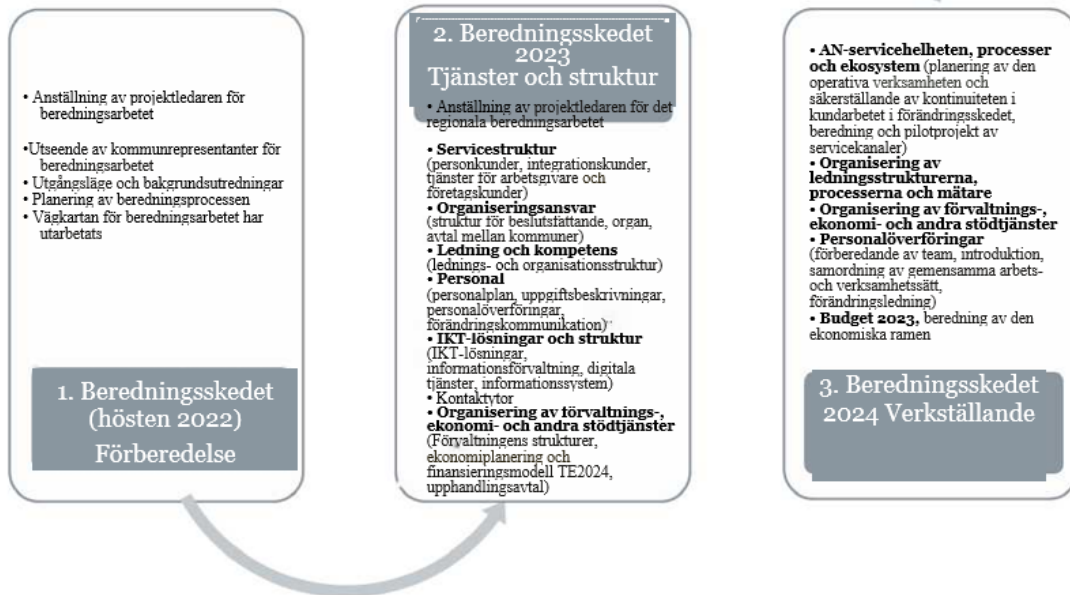 • Anställning av projektledaren för
beredningsarbetet
•Utseende av kommunrepresentanter för
beredningsarbetet
• Utgångsläge och bakgrundsutredningar
• Planering av beredningsprocessen
• Vägkartan för beredningsarbetet har
utarbetats
1. Beredningsskedet
(hösten 2022)
Förberedelse
2. Beredningsskedet
2023
Tjänster och struktur
• Anställning av projektledaren för det
regionala beredningsarbetet
• Servicestruktur
(personkunder, integrationskunder,
tjänster för arbetsgivare och
företagskunder)
• Organiseringsansvar
(struktur för beslutsfattande, organ,
avtal mellan kommuner)
• Ledning och kompetens
(lednings- och organisationsstruktur)
• Personal
(personalplan, uppgiftsbeskrivningar,
personalöverföringar,
förändringskommunikation)
• IKT-lösningar och struktur
(IKT-lösningar,
informationsförvaltning, digitala
tjänster, informationssystem)
• Kontaktytor
• Organisering av förvaltnings-,
ekonomi- och andra stödtjänster
(Förvaltningens strukturer,
ekonomiplanering och
finansieringsmodell TE2024,
upphandlingsavtal)
• AN-servicehelheten, processer
och ekosystem (planering av den
operativa verksamheten och
säkerställande av kontinuiteten i
kundarbetet i förändringsskedet,
beredning och pilotprojekt av
servicekanaler)
• Organisering av
ledningsstrukturerna,
processerna och mätare
• Organisering av förvaltnings-,
ekonomi- och andra stödtjänster
• Personalöverföringar
(förberedande av team, introduktion,
samordning av gemensamma arbets-
och verksamhetssätt,
förändringsledning)
• Budget 2023, beredning av den
ekonomiska ramen
3. Beredningsskedet
2024 Verkställande